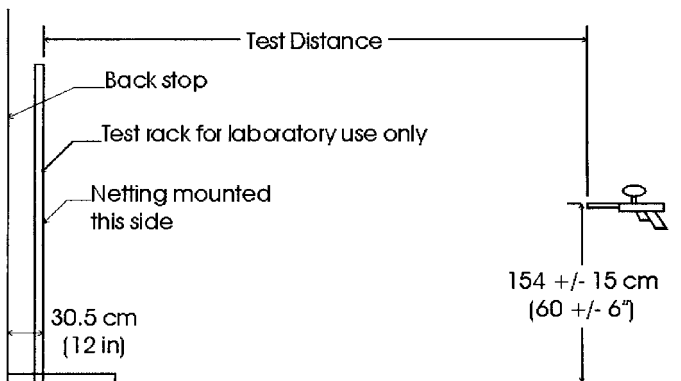 Test Distance
Back stop
Test rack for laboratory use only
Netting mounted
this side
154 +/- 15 cm
(60 +/- 6")
30.5 cm
(12 in)